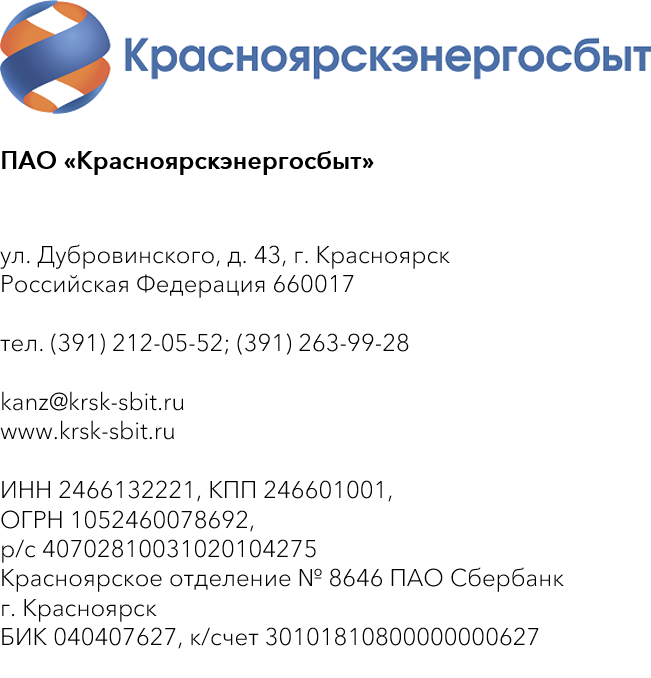 Красноярскэнергосбыт
ПАО «Красноярскэнергосбыт»
ул. Дубровинского, д. 43, г. Красноярск
Российская Федерация 660017
тел. (391) 212-05-52; (391) 263-99-28
kanz@krsk-sbit.ru
www.krsk-sbit.ru
ИНН 2466132221, КПП 246601001,
ОГРН 1052460078692,
р/с 40702810031020104275
Красноярское отделение № 8646 ПАО Сбербанк
г. Красноярск
БИК 040407627, к/счет 30101810800000000627